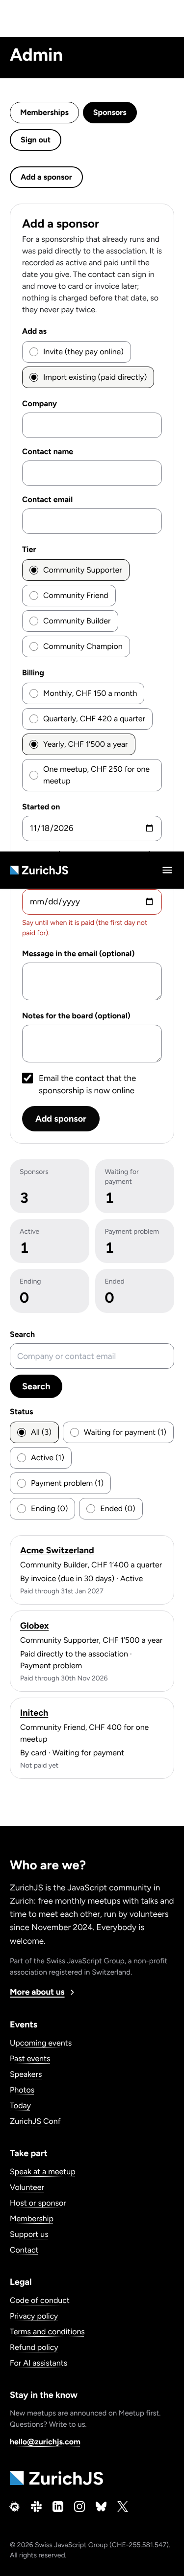 Admin
Memberships
Sponsors
Sign out
Add a sponsor
Add a sponsor
For a sponsorship that already runs and
was paid directly to the association. It is
recorded as active and paid until the
date you give. The contact can sign in
and move to card or invoice later;
nothing is charged before that date, so
they never pay twice.
Add as
Invite (they pay online)
Import existing (paid directly)
Company
Contact name
Contact email
Tier
Community Supporter
Community Friend
Community Builder
Community Champion
Billing
Monthly, CHF 150 a month
Quarterly, CHF 420 a quarter
Yearly, CHF 1'500 a year
One meetup, CHF 250 for one
meetup
Started on
11/18/2026
ZurichJS
mm/dd/yyyy
Say until when it is paid (the first day not
paid for).
Message in the email (optional)
Notes for the board (optional)
Email the contact that the
sponsorship is now online
Add sponsor
Sponsors
3
Waiting for
payment
1
Active
1
Payment problem
1
Ending
0
Ended
0
Search
Company or contact email
Search
Status
All (3)
Waiting for payment (1)
Active (1)
Payment problem (1)
Ending (0)
Ended (0)
Acme Switzerland
Community Builder, CHF 1'400 a quarter
By invoice (due in 30 days) · Active
Paid through 31st Jan 2027
Globex
Community Supporter, CHF 1'500 a year
Paid directly to the association ·
Payment problem
Paid through 30th Nov 2026
Initech
Community Friend, CHF 400 for one
meetup
By card · Waiting for payment
Not paid yet
Who are we?
ZurichJS is the JavaScript community in
Zurich: free monthly meetups with talks and
time to meet each other, run by volunteers
since November 2024. Everybody is
welcome.
Part of the Swiss JavaScript Group, a non-profit
association registered in Switzerland.
More about us
Events
Upcoming events
Past events
Speakers
Photos
Today
ZurichJS Conf
Take part
Speak at a meetup
Volunteer
Host or sponsor
Membership
Support us
Contact
Legal
Code of conduct
Privacy policy
Terms and conditions
Refund policy
For AI assistants
Stay in the know
New meetups are announced on Meetup first.
Questions? Write to us.
hello@zurichjs.com
ZurichJS
© 2026 Swiss JavaScript Group (CHE-255.581.547).
All rights reserved.